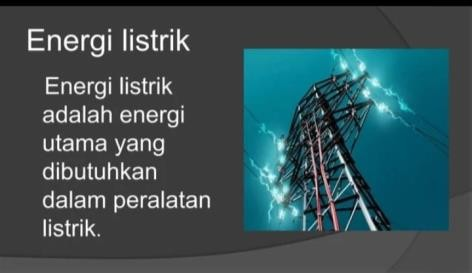 Energi listrik
Energi listrik
adalah energi
utama yang
dibutuhkan
dalam peralatan
listrik.